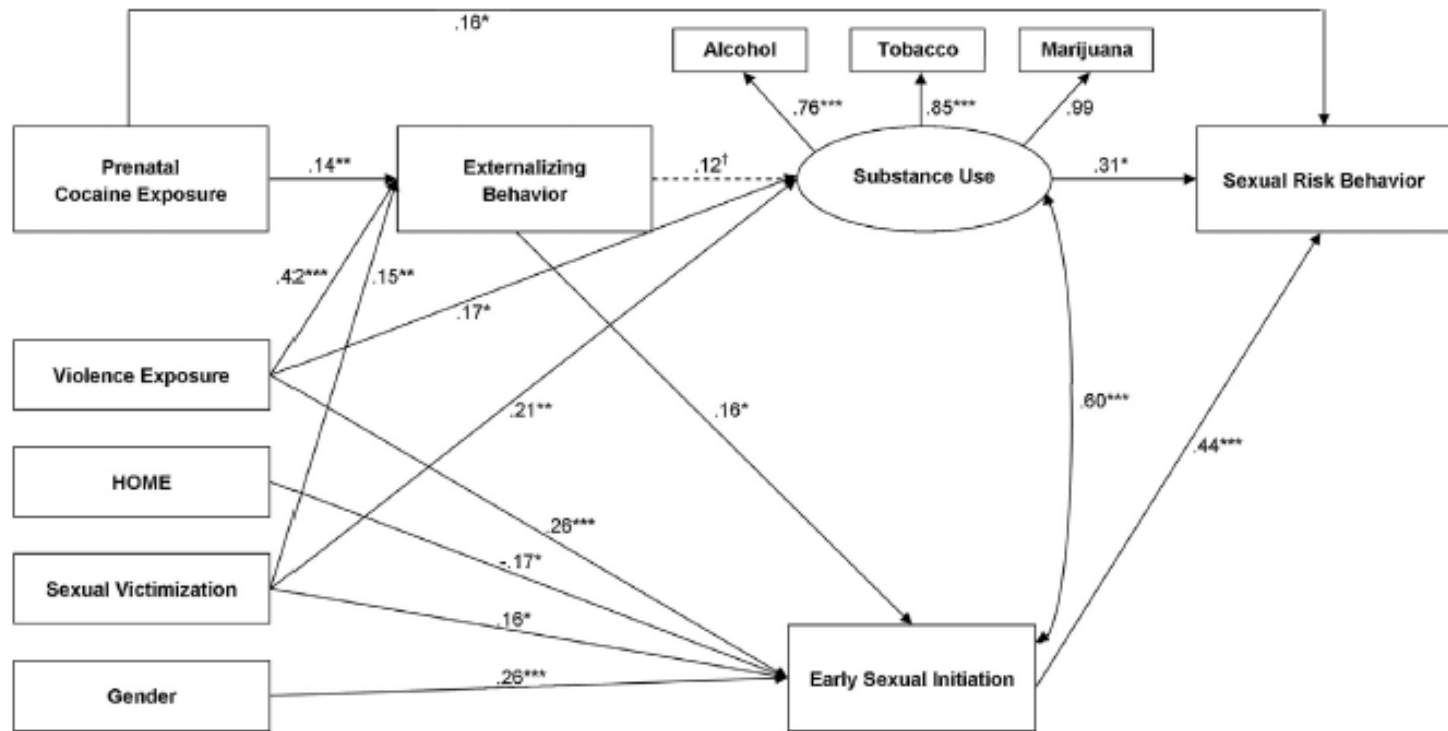 .16*
Alcohol
Tobacco
Marijuana
.76***
.85***
.99
Prenatal
Cocaine Exposure
.14**
Externalizing
Behavior
.12†
Substance Use
.31*
Sexual Risk Behavior
.42***
.15**
.17*
Violence Exposure
.21**
.16*
.60***
.44***
HOME
.26***
-.17*
Sexual Victimization
.16*
Gender
.26***
Early Sexual Initiation